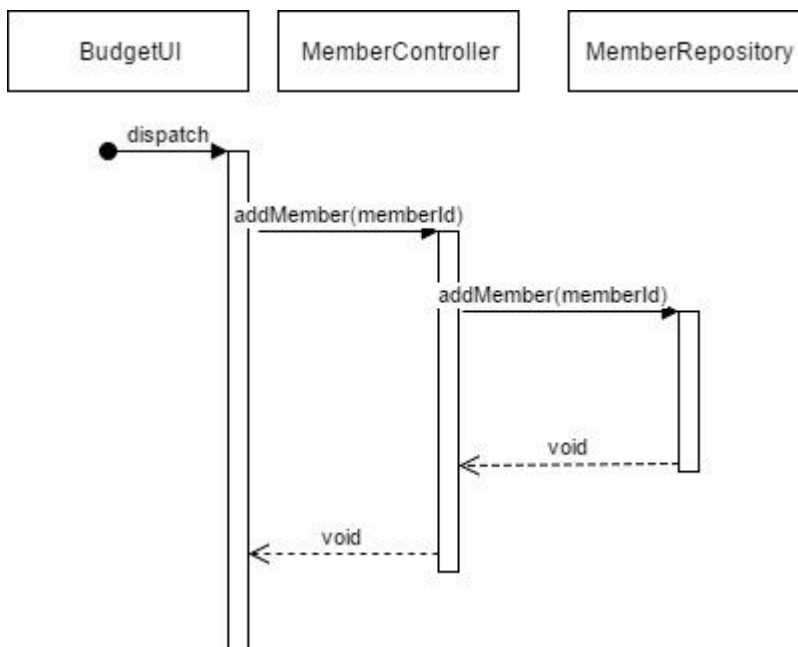 BudgetUI
MemberController
MemberRepository
dispatch
addMember(memberId)
addMember(memberId)
void
void